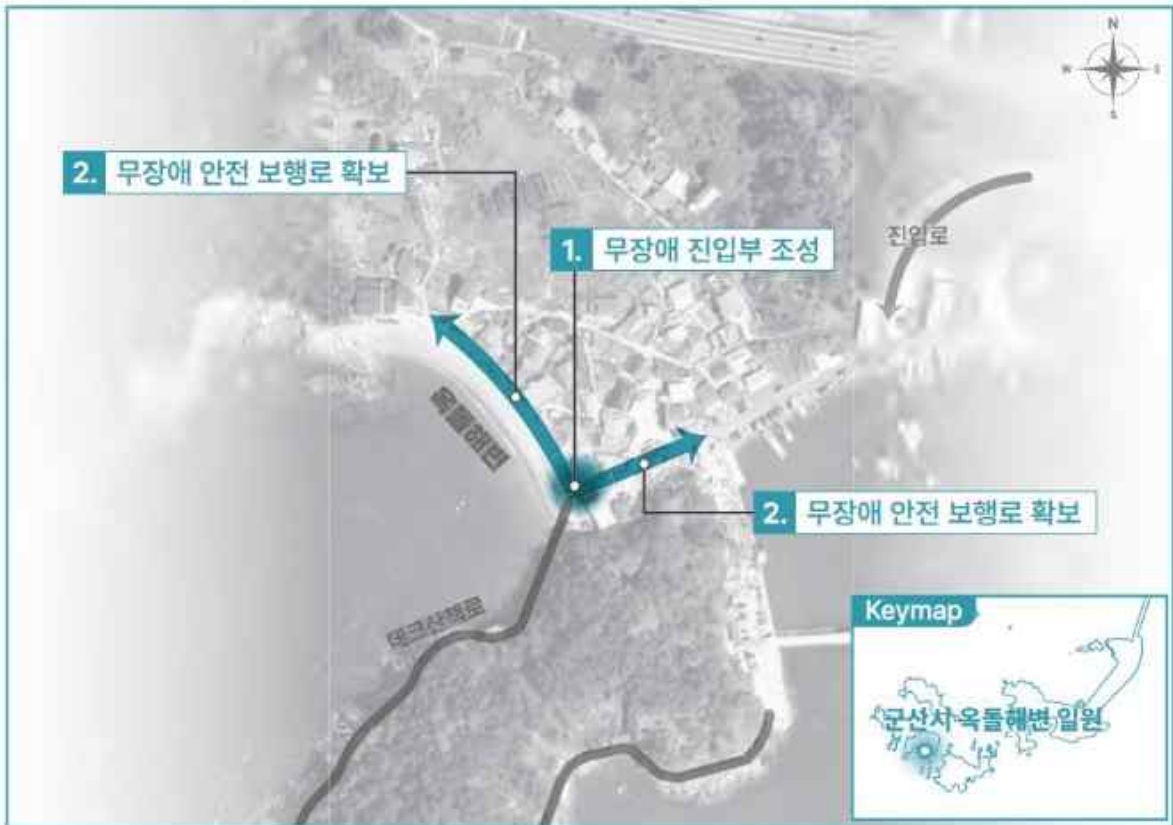 N
W
E
S
2. 무장애 안전 보행로 확보
1. 무장애 진입부 조성
진입로
옥돌해변
2. 무장애 안전 보행로 확보
데크산책로
Keymap
군산시 옥돌해변 일원